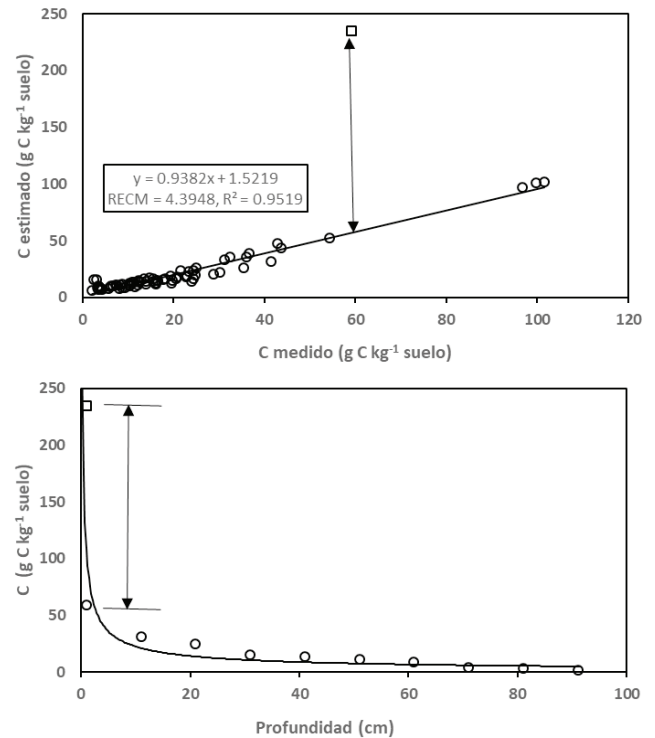 250
200
150
100
50
0
C estimado (g C kg⁻¹ suelo)
y = 0.9382x + 1.5219
RECM = 4.3948, R² = 0.9519
0 20 40 60 80 100 120
C medido (g C kg⁻¹ suelo)
250
200
150
100
50
0
C (g C kg⁻¹ suelo)
0 20 40 60 80 100
Profundidad (cm)